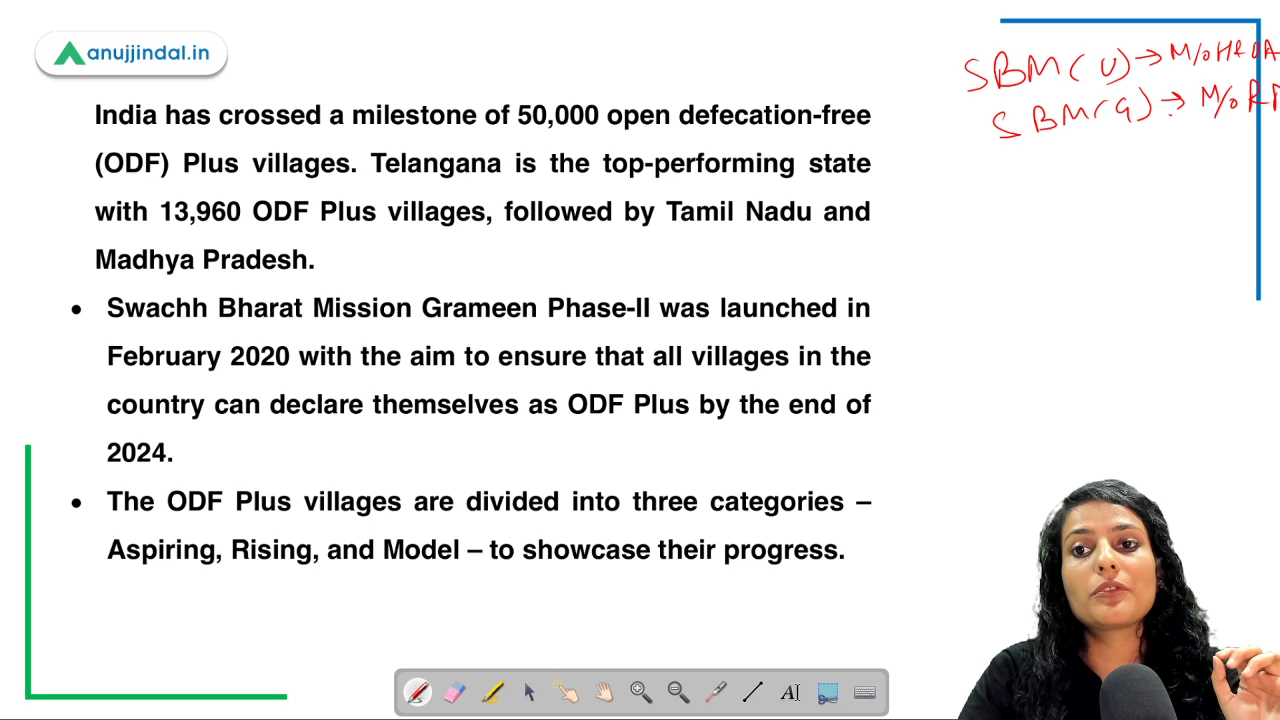 anujjindal.in
SBM(U)→M/oH&UA
SBM(G)→M/oRD
India has crossed a milestone of 50,000 open defecation-free
(ODF) Plus villages. Telangana is the top-performing state
with 13,960 ODF Plus villages, followed by Tamil Nadu and
Madhya Pradesh.
• Swachh Bharat Mission Grameen Phase-II was launched in
February 2020 with the aim to ensure that all villages in the
country can declare themselves as ODF Plus by the end of
2024.
• The ODF Plus villages are divided into three categories –
Aspiring, Rising, and Model – to showcase their progress.
AI